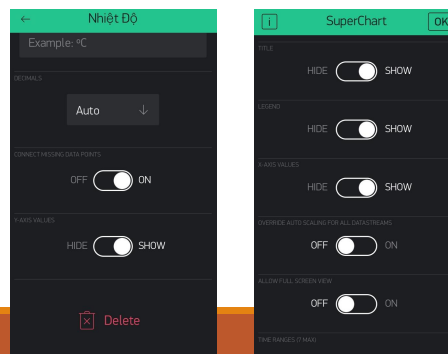 ← Nhiệt Độ
Example: ºC
DECIMALS
Auto ↓
CONNECT MISSING DATA POINTS
OFF ON
Y-AXIS VALUES
HIDE SHOW
Delete
i SuperChart OK
TITLE
HIDE SHOW
LEGEND
HIDE SHOW
X-AXIS VALUES
HIDE SHOW
OVERRIDE AUTO SCALING FOR ALL DATASTREAMS
OFF ON
ALLOW FULL SCREEN VIEW
OFF ON
TIME RANGES (7 MAX)